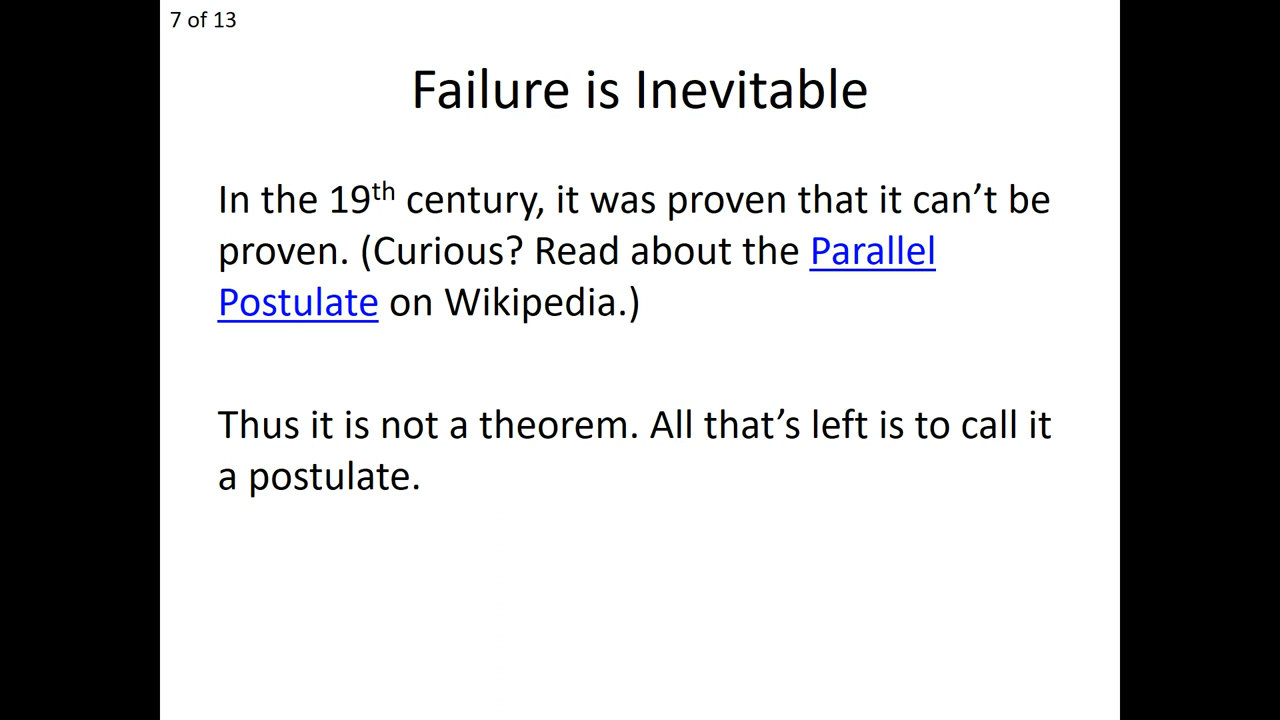 7 of 13
Failure is Inevitable
In the 19th century, it was proven that it can’t be
proven. (Curious? Read about the Parallel
Postulate on Wikipedia.)
Thus it is not a theorem. All that’s left is to call it
a postulate.